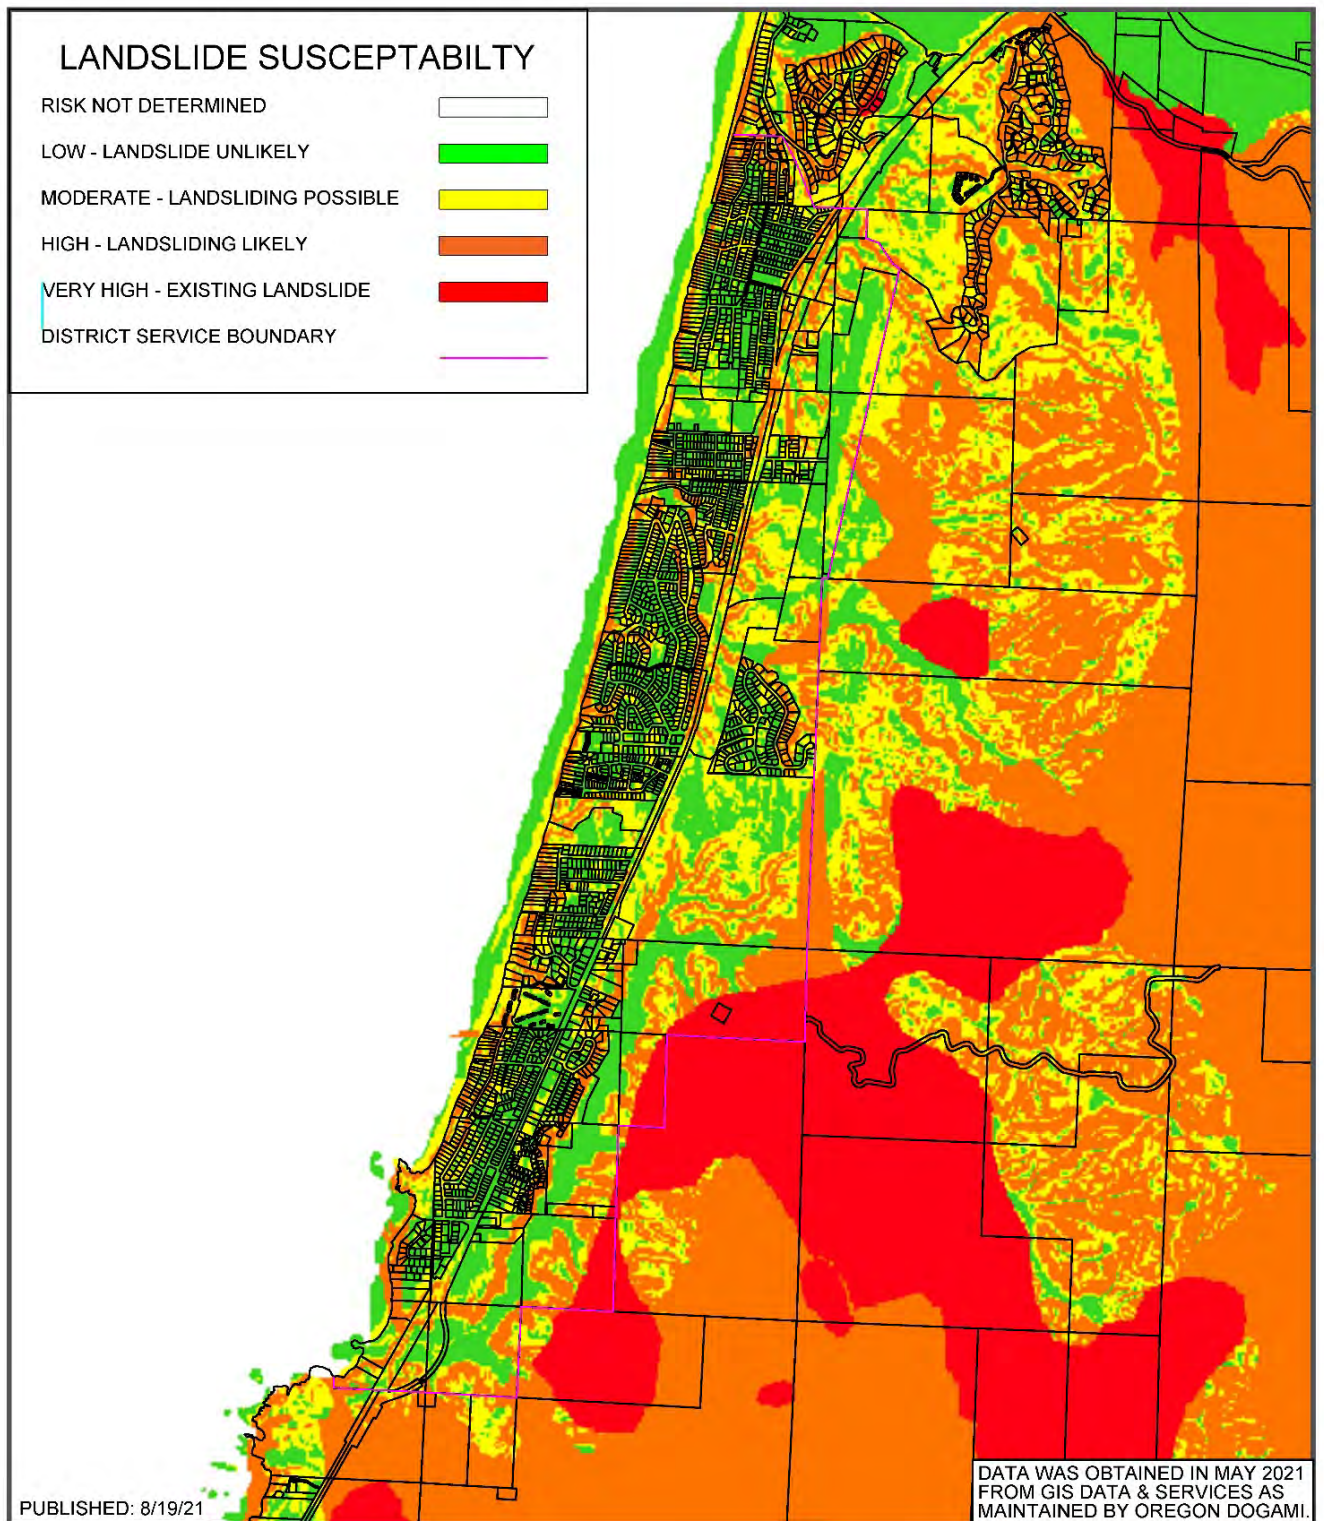 LANDSLIDE SUSCEPTABILTY
RISK NOT DETERMINED
LOW - LANDSLIDE UNLIKELY
MODERATE - LANDSLIDING POSSIBLE
HIGH - LANDSLIDING LIKELY
VERY HIGH - EXISTING LANDSLIDE
DISTRICT SERVICE BOUNDARY
PUBLISHED: 8/19/21
DATA WAS OBTAINED IN MAY 2021
FROM GIS DATA & SERVICES AS
MAINTAINED BY OREGON DOGAMI.